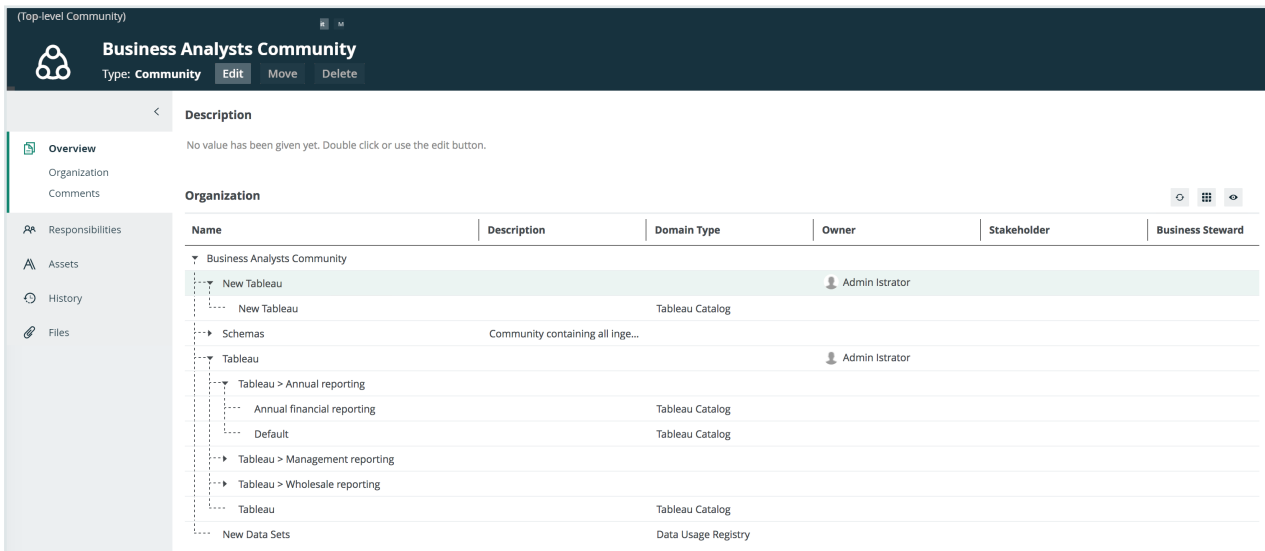 (Top-level Community)
M
Business Analysts Community
Type: Community Edit Move Delete
Description
No value has been given yet. Double click or use the edit button.
Overview
Organization
Comments
Responsibilities
Assets
History
Files
Organization
Name Description Domain Type Owner Stakeholder Business Steward
Business Analysts Community
New Tableau Admin Istrator
New Tableau Tableau Catalog
Schemas Community containing all inge...
Tableau Admin Istrator
Tableau > Annual reporting
Annual financial reporting Tableau Catalog
Default Tableau Catalog
Tableau > Management reporting
Tableau > Wholesale reporting
Tableau Tableau Catalog
New Data Sets Data Usage Registry